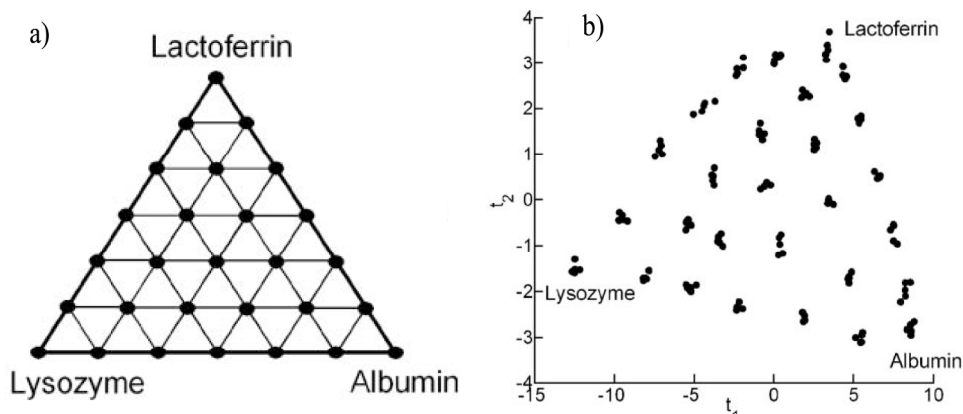 a)
Lactoferrin
Lysozyme
Albumin
b)
4
3
2
1
0
-1
-2
-3
-4
t2
Lactoferrin
Lysozyme
Albumin
-15
-10
-5
0
5
10
t1